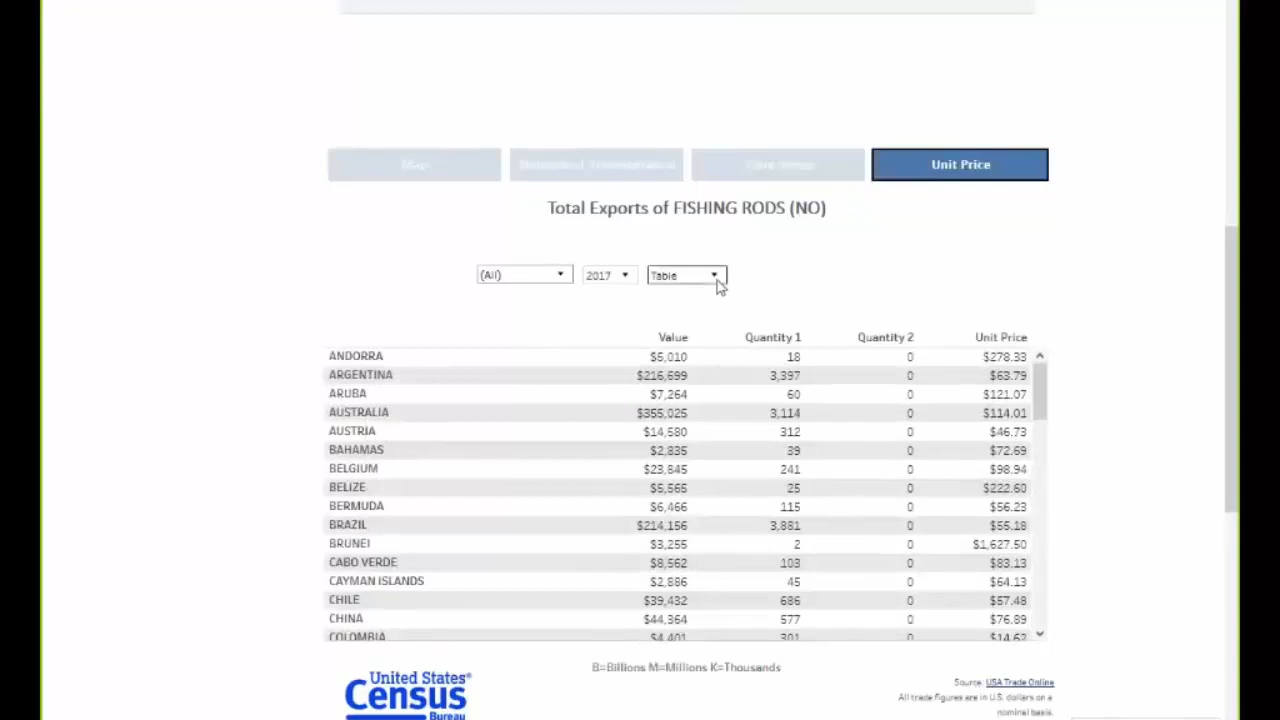 Unit Price
Total Exports of FISHING RODS (NO)
(All) 2017 Table
Value Quantity 1 Quantity 2 Unit Price
ANDORRA $5,010 18 0 $278.33
ARGENTINA $216,699 3,397 0 $63.79
ARUBA $7,264 60 0 $121.07
AUSTRALIA $355,025 3,114 0 $114.01
AUSTRIA $14,580 312 0 $46.73
BAHAMAS $2,835 39 0 $72.69
BELGIUM $23,845 241 0 $98.94
BELIZE $5,565 25 0 $222.60
BERMUDA $6,466 115 0 $56.23
BRAZIL $214,156 3,881 0 $55.18
BRUNEI $3,255 2 0 $1,627.50
CABO VERDE $8,562 103 0 $83.13
CAYMAN ISLANDS $2,886 45 0 $64.13
CHILE $39,432 686 0 $57.48
CHINA $44,364 577 0 $76.89
COLOMBIA $4,401 301 0 $14.62
B=Billions M=Millions K=Thousands
United States®
Census
Bureau
Source: USA Trade Online
All trade figures are in U.S. dollars on a
nominal basis.